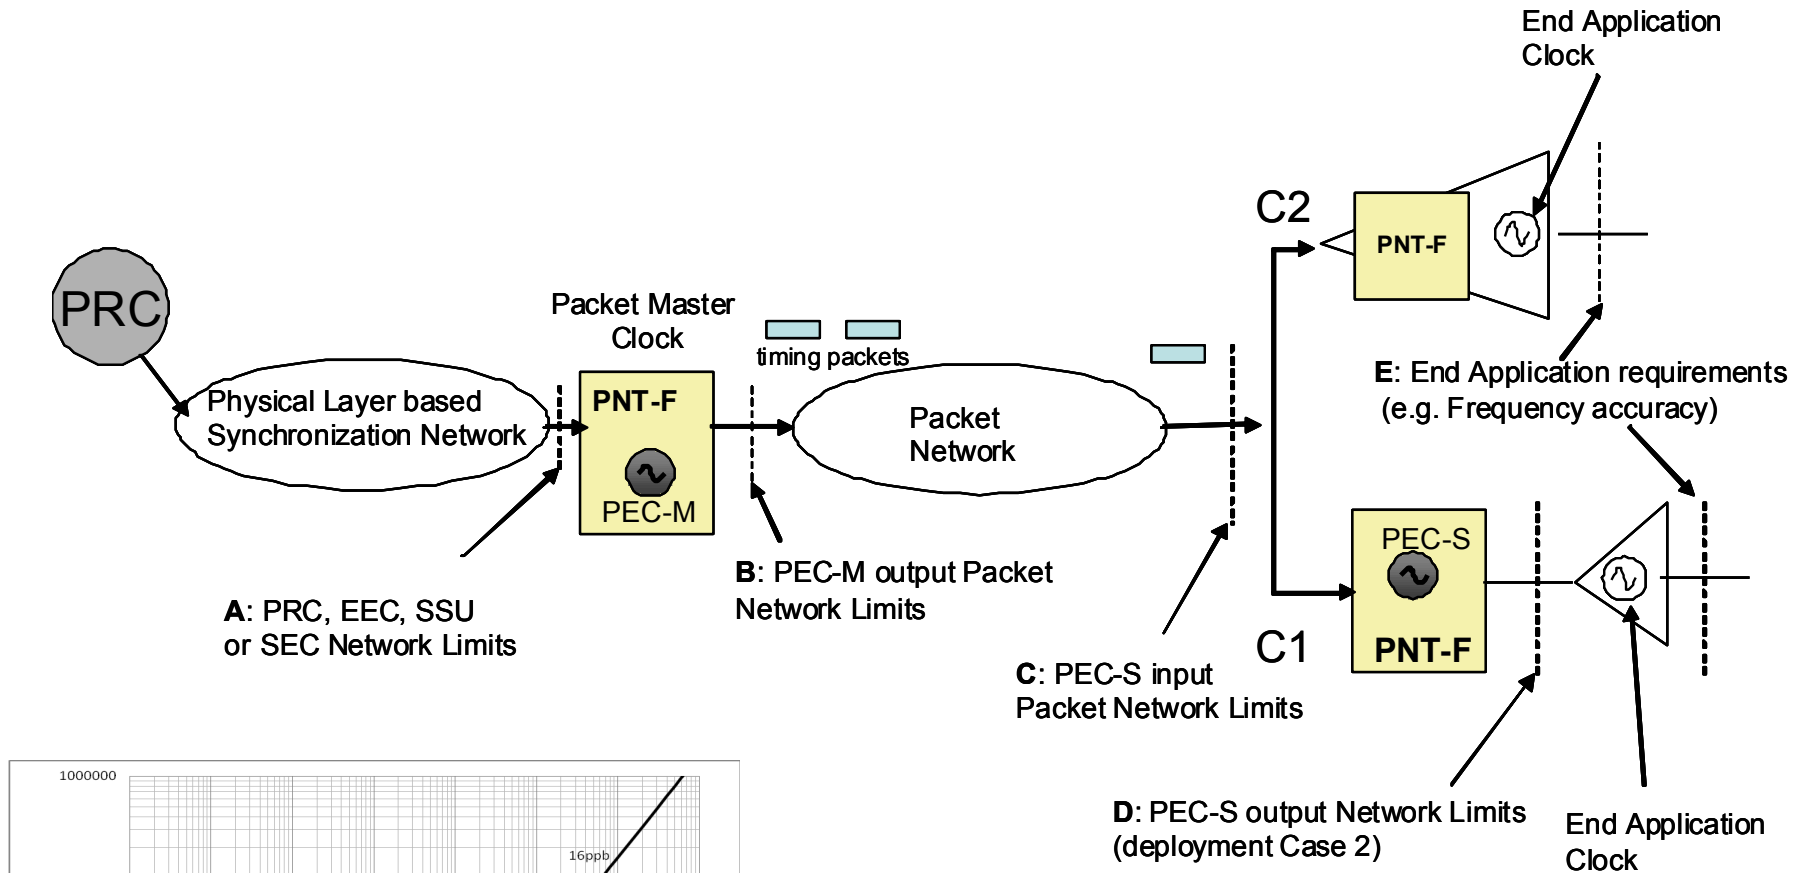 End Application
Clock
C2
PNT-F
PRC
Packet Master
Clock
timing packets
E: End Application requirements
(e.g. Frequency accuracy)
Physical Layer based
Synchronization Network
PNT-F
PEC-M
Packet
Network
PEC-S
PNT-F
C1
A: PRC, EEC, SSU
or SEC Network Limits
B: PEC-M output Packet
Network Limits
C: PEC-S input
Packet Network Limits
D: PEC-S output Network Limits
(deployment Case 2)
End Application
Clock
1000000
16ppb